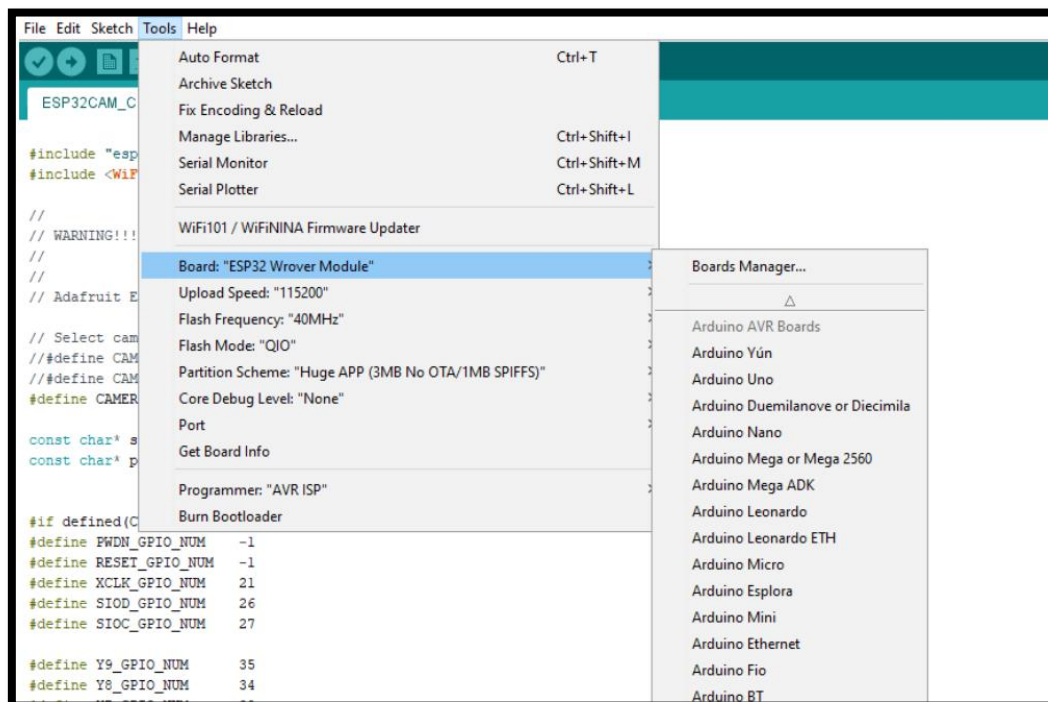 File Edit Sketch Tools Help
ESP32CAM_C
Auto Format Ctrl+T
Archive Sketch
Fix Encoding & Reload
Manage Libraries... Ctrl+Shift+I
Serial Monitor Ctrl+Shift+M
Serial Plotter Ctrl+Shift+L
WiFi101 / WiFiNINA Firmware Updater
Board: "ESP32 Wrover Module"
Upload Speed: "115200"
Flash Frequency: "40MHz"
Flash Mode: "QIO"
Partition Scheme: "Huge APP (3MB No OTA/1MB SPIFFS)"
Core Debug Level: "None"
Port
Get Board Info
Programmer: "AVR ISP"
Burn Bootloader
Boards Manager...
Arduino AVR Boards
Arduino Yún
Arduino Uno
Arduino Duemilanove or Diecimila
Arduino Nano
Arduino Mega or Mega 2560
Arduino Mega ADK
Arduino Leonardo
Arduino Leonardo ETH
Arduino Micro
Arduino Esplora
Arduino Mini
Arduino Ethernet
Arduino Fio
Arduino BT
#include "esp
#include <WiF
//
// WARNING!!!
//
//
// Adafruit E
// Select cam
//#define CAM
//#define CAM
#define CAMER
const char* s
const char* p
#if defined(C
#define PWDN_GPIO_NUM -1
#define RESET_GPIO_NUM -1
#define XCLK_GPIO_NUM 21
#define SIOD_GPIO_NUM 26
#define SIOC_GPIO_NUM 27
#define Y9_GPIO_NUM 35
#define Y8_GPIO_NUM 34